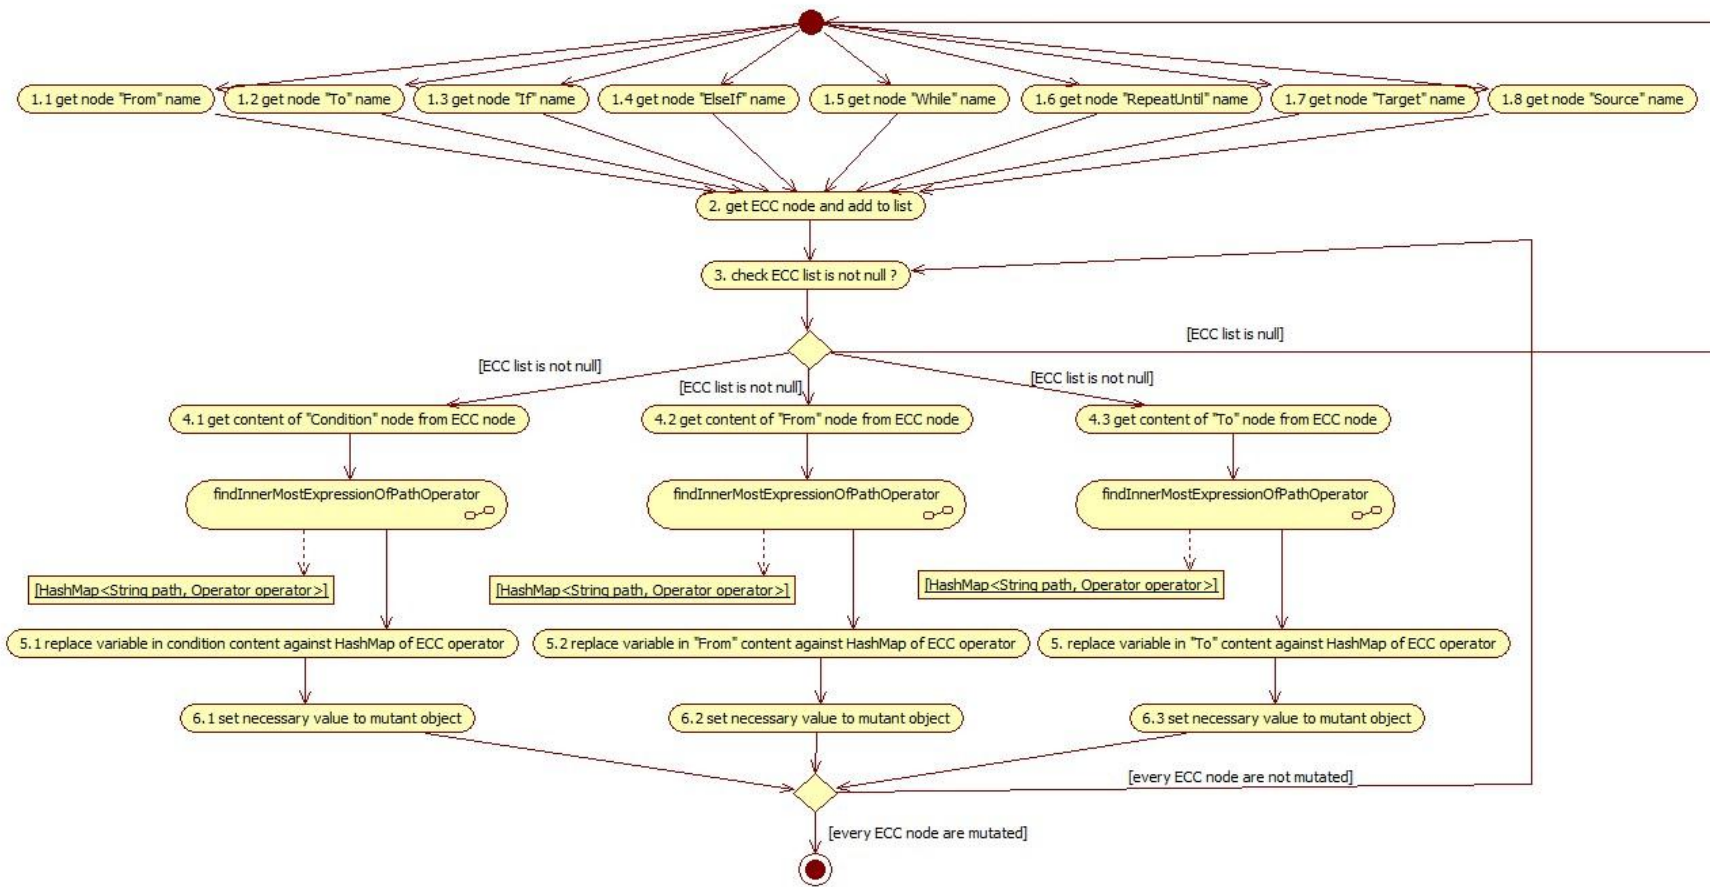 1.1 get node "From" name
1.2 get node "To" name
1.3 get node "If" name
1.4 get node "ElseIf" name
1.5 get node "While" name
1.6 get node "RepeatUntil" name
1.7 get node "Target" name
1.8 get node "Source" name
2. get ECC node and add to list
3. check ECC list is not null ?
[ECC list is null]
[ECC list is not null]
[ECC list is not null]
[ECC list is not null]
4.1 get content of "Condition" node from ECC node
4.2 get content of "From" node from ECC node
4.3 get content of "To" node from ECC node
findInnerMostExpressionOfPathOperator
findInnerMostExpressionOfPathOperator
findInnerMostExpressionOfPathOperator
[HashMap<String path, Operator operator>]
[HashMap<String path, Operator operator>]
[HashMap<String path, Operator operator>]
5.1 replace variable in condition content against HashMap of ECC operator
5.2 replace variable in "From" content against HashMap of ECC operator
5. replace variable in "To" content against HashMap of ECC operator
6.1 set necessary value to mutant object
6.2 set necessary value to mutant object
6.3 set necessary value to mutant object
[every ECC node are not mutated]
[every ECC node are mutated]